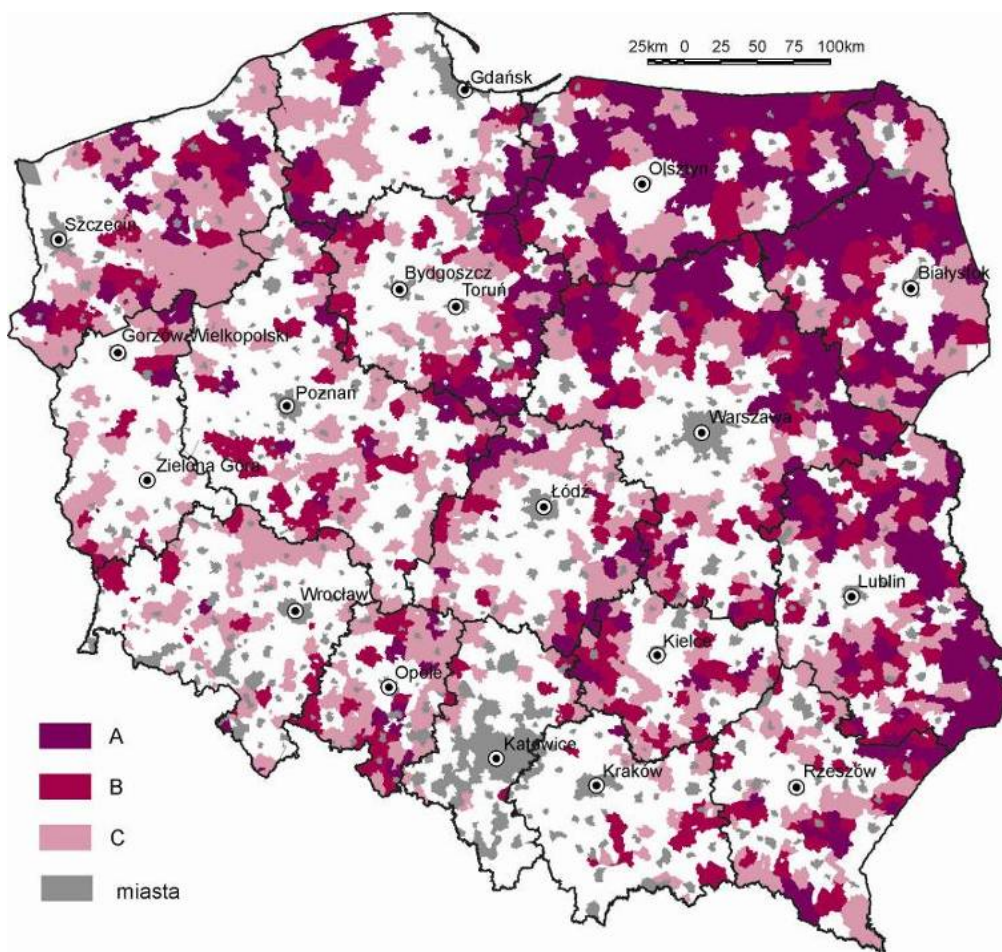 25km 0 25 50 75 100km
Gdańsk
Olsztyn
Szczecin
Bydgoszcz
Toruń
Białystok
Gorzów Wielkopolski
Poznań
Warszawa
Zielona Góra
Łódź
Lublin
Wrocław
Kielce
Opole
A
Katowice
B
Kraków
Rzeszów
C
miasta